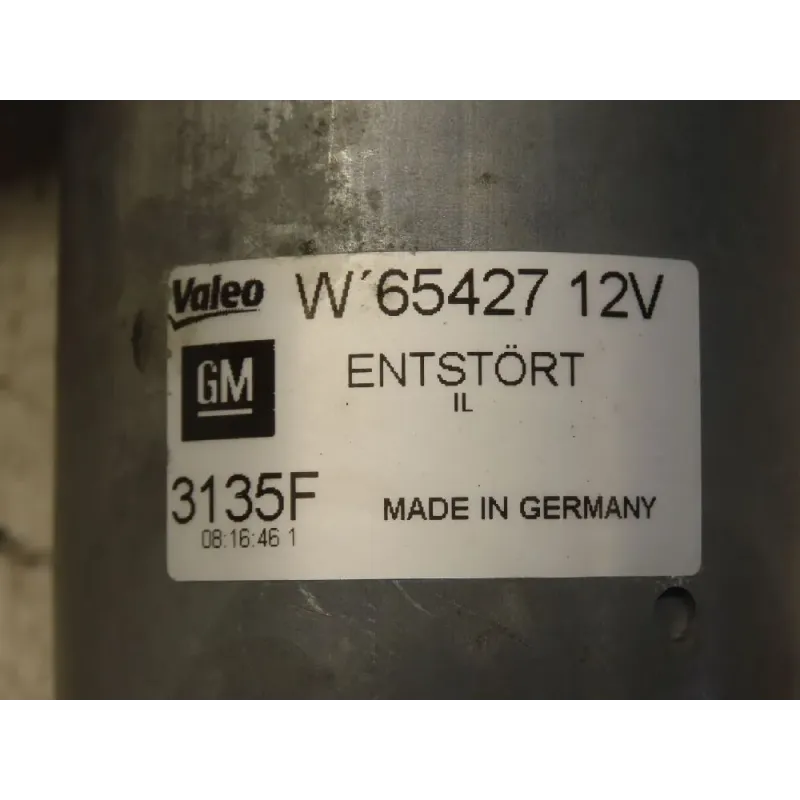 Valeo W´65427 12V
GM ENTSTÖRT
IL
3135F MADE IN GERMANY
08:16:46 1